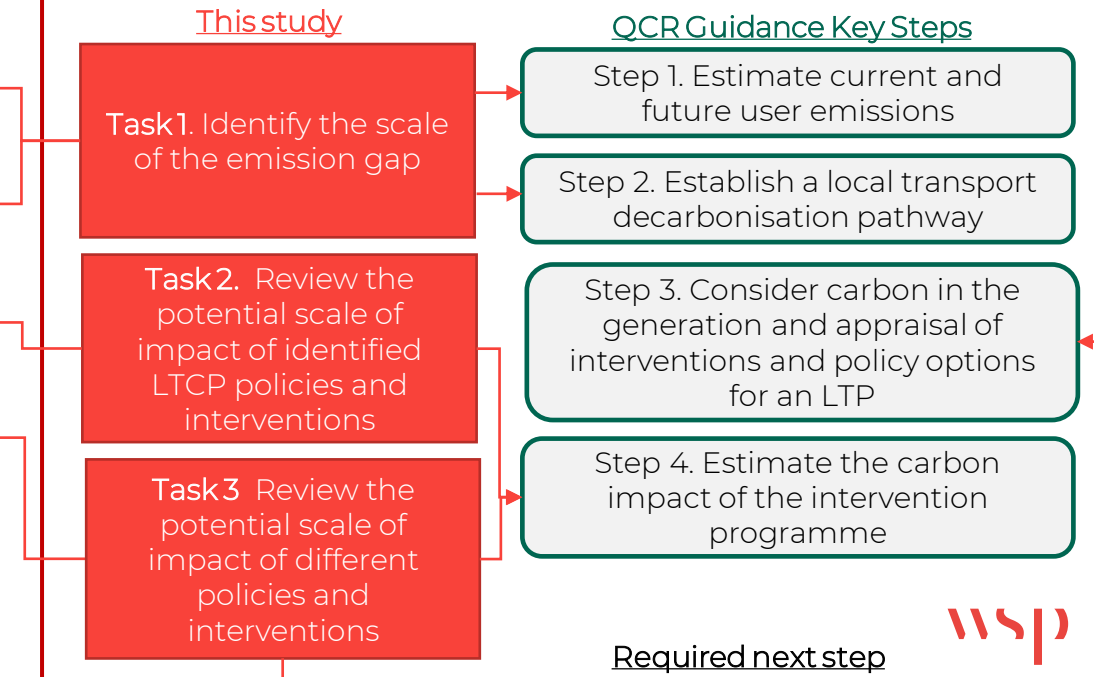 This study
Task 1. Identify the scale
of the emission gap
Task 2. Review the
potential scale of
impact of identified
LTCP policies and
interventions
Task 3 Review the
potential scale of
impact of different
policies and
interventions
QCR Guidance Key Steps
Step 1. Estimate current and
future user emissions
Step 2. Establish a local transport
decarbonisation pathway
Step 3. Consider carbon in the
generation and appraisal of
interventions and policy options
for an LTP
Step 4. Estimate the carbon
impact of the intervention
programme
Required next step
wsp